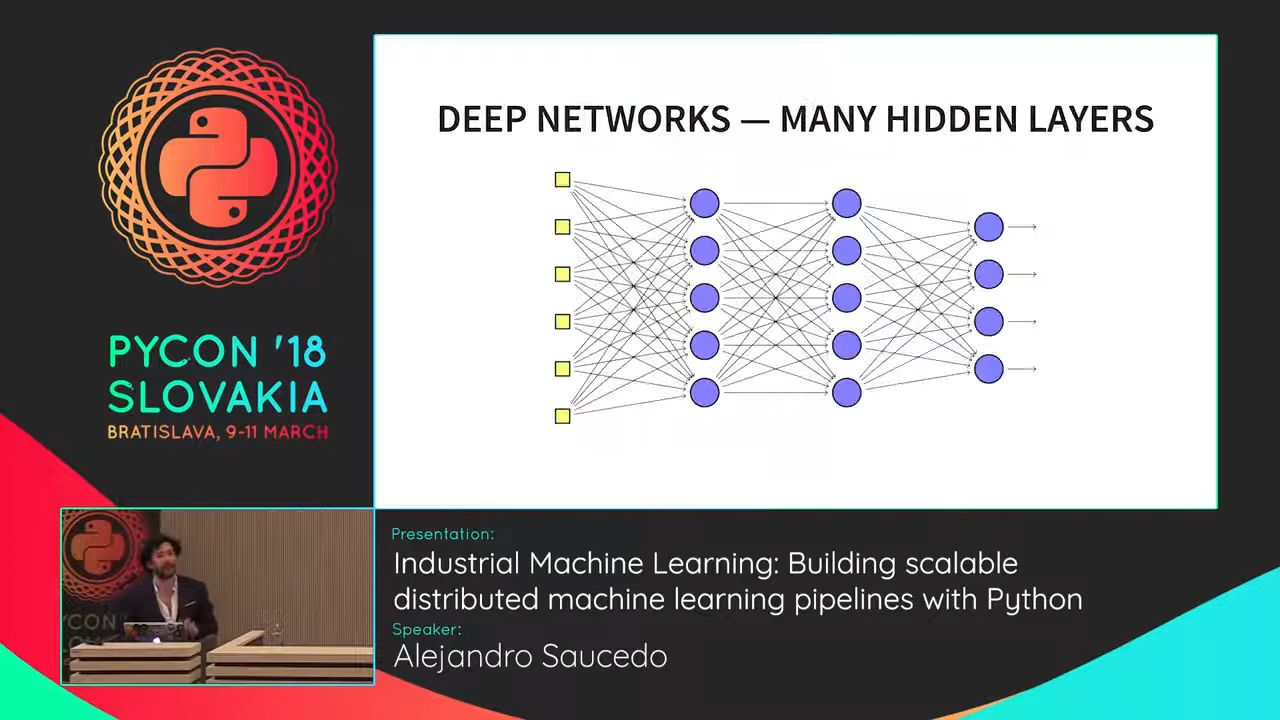 DEEP NETWORKS — MANY HIDDEN LAYERS
PYCON '18
SLOVAKIA
BRATISLAVA, 9-11 MARCH
Presentation:
Industrial Machine Learning: Building scalable
distributed machine learning pipelines with Python
Speaker:
Alejandro Saucedo